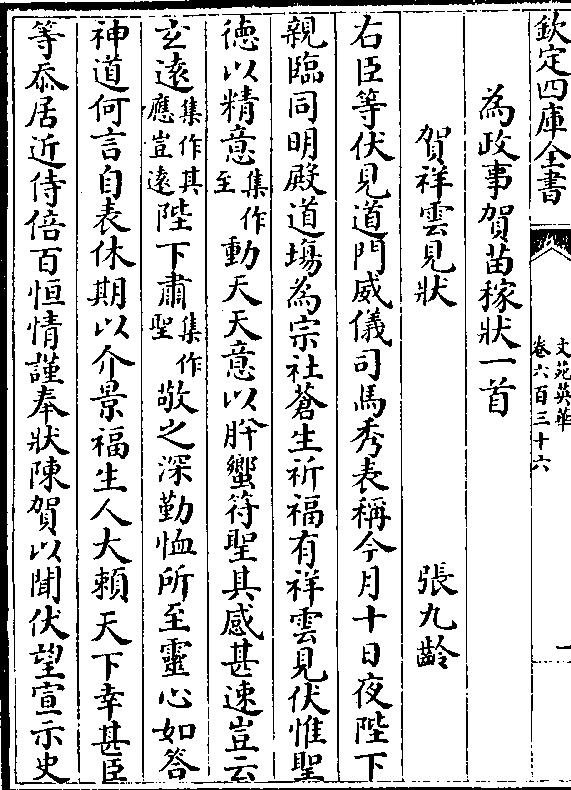 欽定四庫全書
文苑英華
卷六百三十六
一
為政事賀苗稼狀一首
賀祥雲見狀 張九齡
右臣等伏見道門威儀司馬秀表稱今月十日夜陛下
親臨同明殿道場為宗社蒼生祈福有祥雲見伏惟聖
德以精意集作至動天天意以肸蠁符聖其感甚速豈云
玄遠集作其應豈遠陛下肅集作聖敬之深勤恤所至靈心如答
神道何言自表休期以介景福生人大賴天下幸甚臣
等忝居近侍倍百恒情謹奉狀陳賀以聞伏望宣示史